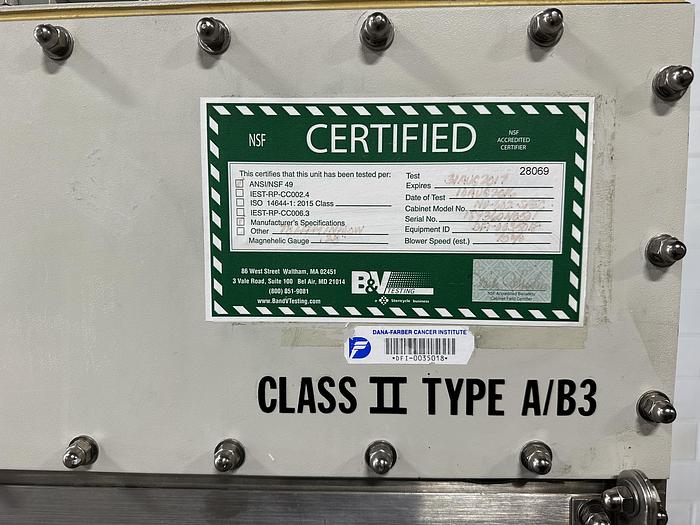 NSF
CERTIFIED
NSF
ACCREDITED
CERTIFIER
28069
This certifies that this unit has been tested per:
ANSI/NSF 49
IEST-RP-CC002.4
ISO 14644-1: 2015 Class
IEST-RP-CC006.3
Manufacturer's Specifications
Other
Magnehelic Gauge
Test
Expires 31AUG2017
Date of Test
Cabinet Model No.
Serial No.
Equipment ID
Blower Speed (est.)
86 West Street Waltham, MA 02451
3 Vale Road, Suite 100 Bel Air, MD 21014
(800) 851-9081
www.BandVTesting.com
B&V
TESTING
a Stericycle business
NSF Accredited Biosafety
Cabinet Field Certifier
DANA-FARBER CANCER INSTITUTE
*DFI-0035018*
CLASS II TYPE A/B3